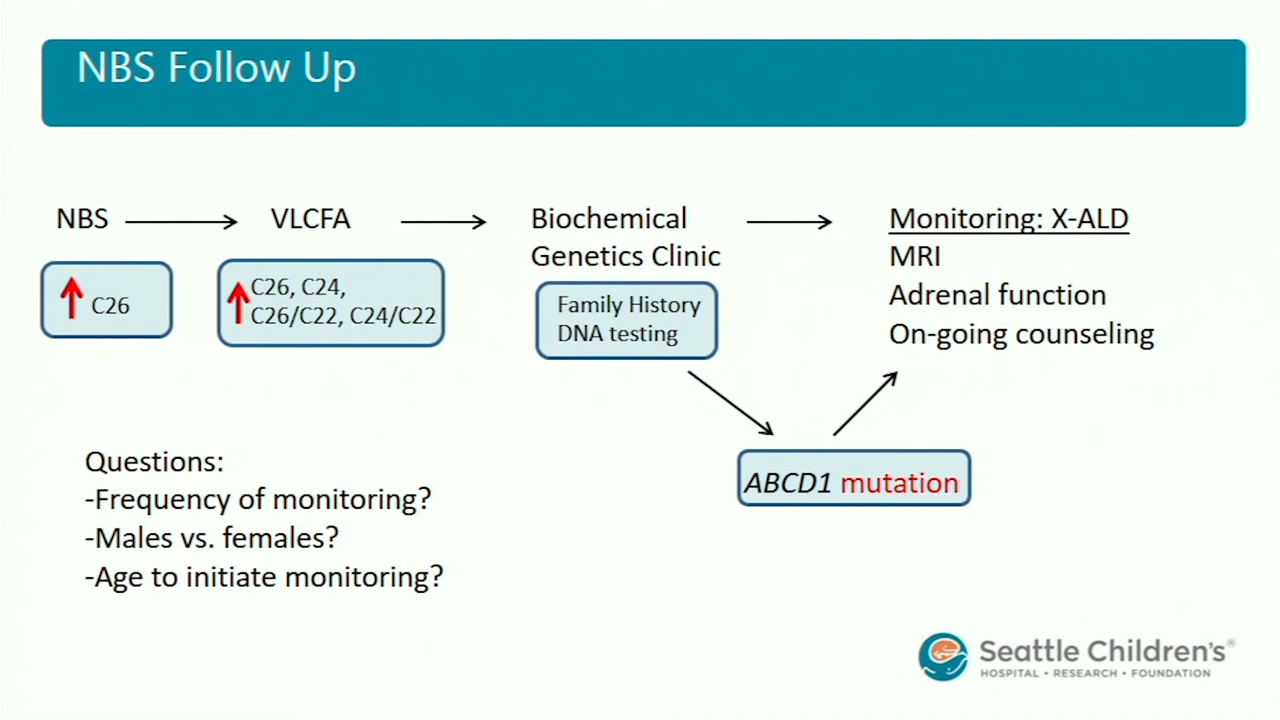 NBS Follow Up
NBS
VLCFA
Biochemical
Genetics Clinic
Monitoring: X-ALD
MRI
Adrenal function
On-going counseling
C26
C26, C24,
C26/C22, C24/C22
Family History
DNA testing
ABCD1 mutation
Questions:
-Frequency of monitoring?
-Males vs. females?
-Age to initiate monitoring?
Seattle Children's®
HOSPITAL • RESEARCH • FOUNDATION